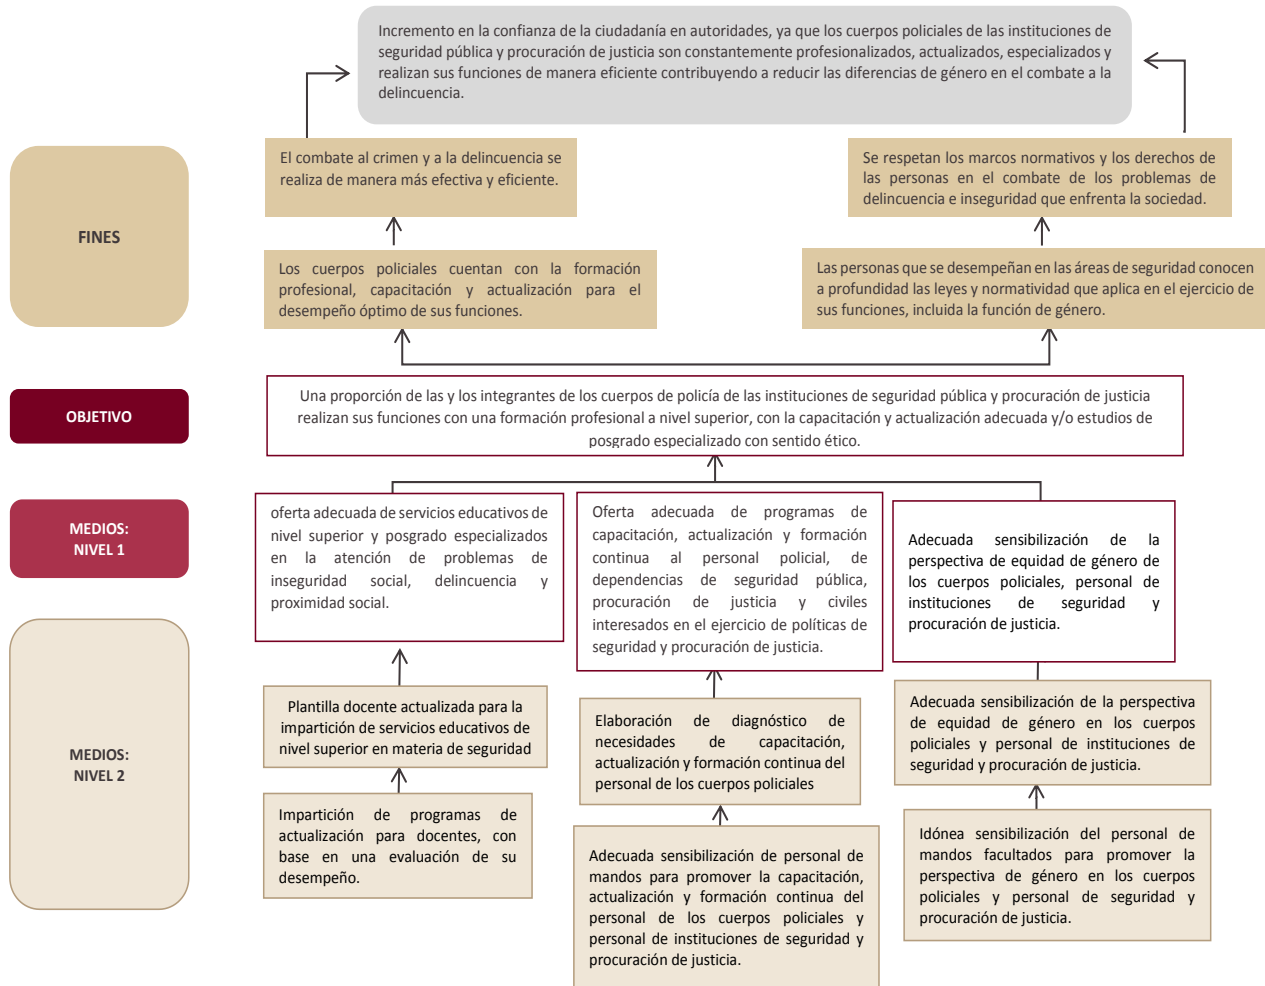 Incremento en la confianza de la ciudadanía en autoridades, ya que los cuerpos policiales de las instituciones de
seguridad pública y procuración de justicia son constantemente profesionalizados, actualizados, especializados y
realizan sus funciones de manera eficiente contribuyendo a reducir las diferencias de género en el combate a la
delincuencia.
FINES
El combate al crimen y a la delincuencia se
realiza de manera más efectiva y eficiente.
Se respetan los marcos normativos y los derechos de
las personas en el combate de los problemas de
delincuencia e inseguridad que enfrenta la sociedad.
Los cuerpos policiales cuentan con la formación
profesional, capacitación y actualización para el
desempeño óptimo de sus funciones.
Las personas que se desempeñan en las áreas de seguridad conocen
a profundidad las leyes y normatividad que aplica en el ejercicio de
sus funciones, incluida la función de género.
OBJETIVO
Una proporción de las y los integrantes de los cuerpos de policía de las instituciones de seguridad pública y procuración de justicia
realizan sus funciones con una formación profesional a nivel superior, con la capacitación y actualización adecuada y/o estudios de
posgrado especializado con sentido ético.
MEDIOS:
NIVEL 1
oferta adecuada de servicios educativos de
nivel superior y posgrado especializados
en la atención de problemas de
inseguridad social, delincuencia y
proximidad social.
Oferta adecuada de programas de
capacitación, actualización y formación
continua al personal policial, de
dependencias de seguridad pública,
procuración de justicia y civiles
interesados en el ejercicio de políticas de
seguridad y procuración de justicia.
Adecuada sensibilización de la
perspectiva de equidad de género de
los cuerpos policiales, personal de
instituciones de seguridad y
procuración de justicia.
MEDIOS:
NIVEL 2
Plantilla docente actualizada para la
impartición de servicios educativos de
nivel superior en materia de seguridad
Elaboración de diagnóstico de
necesidades de capacitación,
actualización y formación continua del
personal de los cuerpos policiales
Adecuada sensibilización de la perspectiva
de equidad de género en los cuerpos
policiales y personal de instituciones de
seguridad y procuración de justicia.
Impartición de programas de
actualización para docentes, con
base en una evaluación de su
desempeño.
Adecuada sensibilización de personal de
mandos para promover la capacitación,
actualización y formación continua del
personal de los cuerpos policiales y
personal de instituciones de seguridad y
procuración de justicia.
Idónea sensibilización del personal de
mandos facultados para promover la
perspectiva de género en los cuerpos
policiales y personal de seguridad y
procuración de justicia.